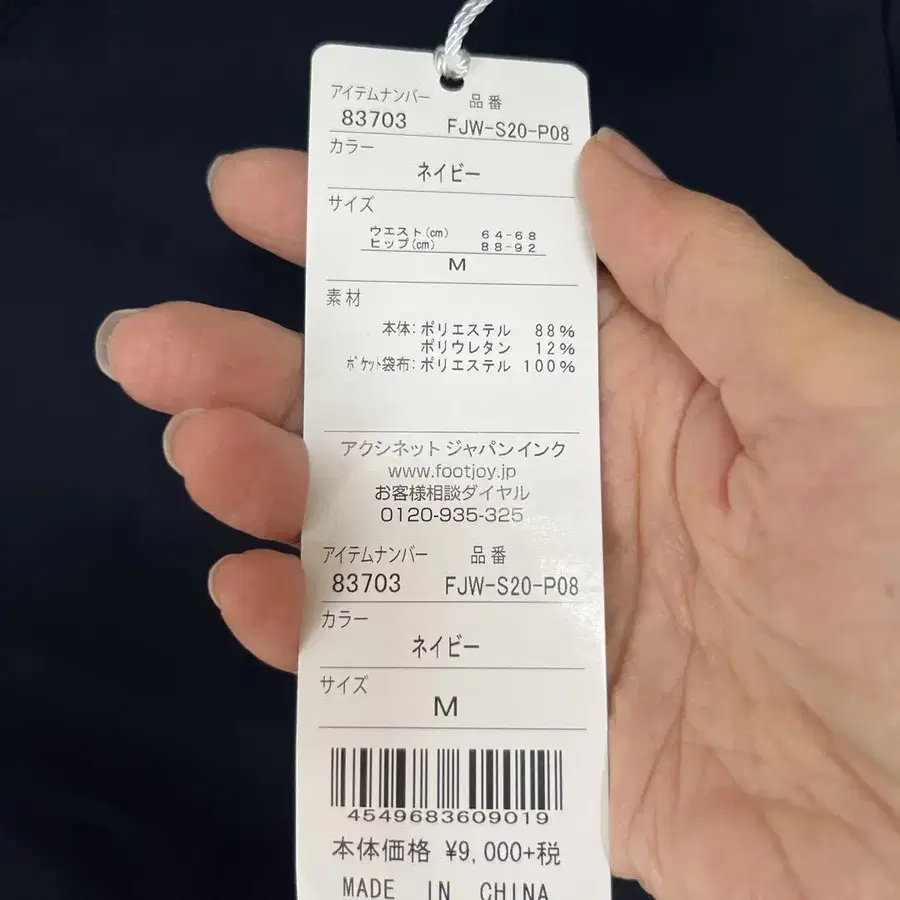 アイテムナンバー 品番
83703 FJW-S20-P08
カラー
ネイビー
サイズ
ウエスト(cm) 64-68
ヒップ(cm) 88-92
M
素材
本体:ポリエステル 88%
ポリウレタン 12%
ポケット袋布:ポリエステル 100%
アクシネット ジャパン インク
www.footjoy.jp
お客様相談ダイヤル
0120-935-325
アイテムナンバー 品番
83703 FJW-S20-P08
カラー
ネイビー
サイズ
M
4549683609019
本体価格 ¥9,000+税
MADE IN CHINA